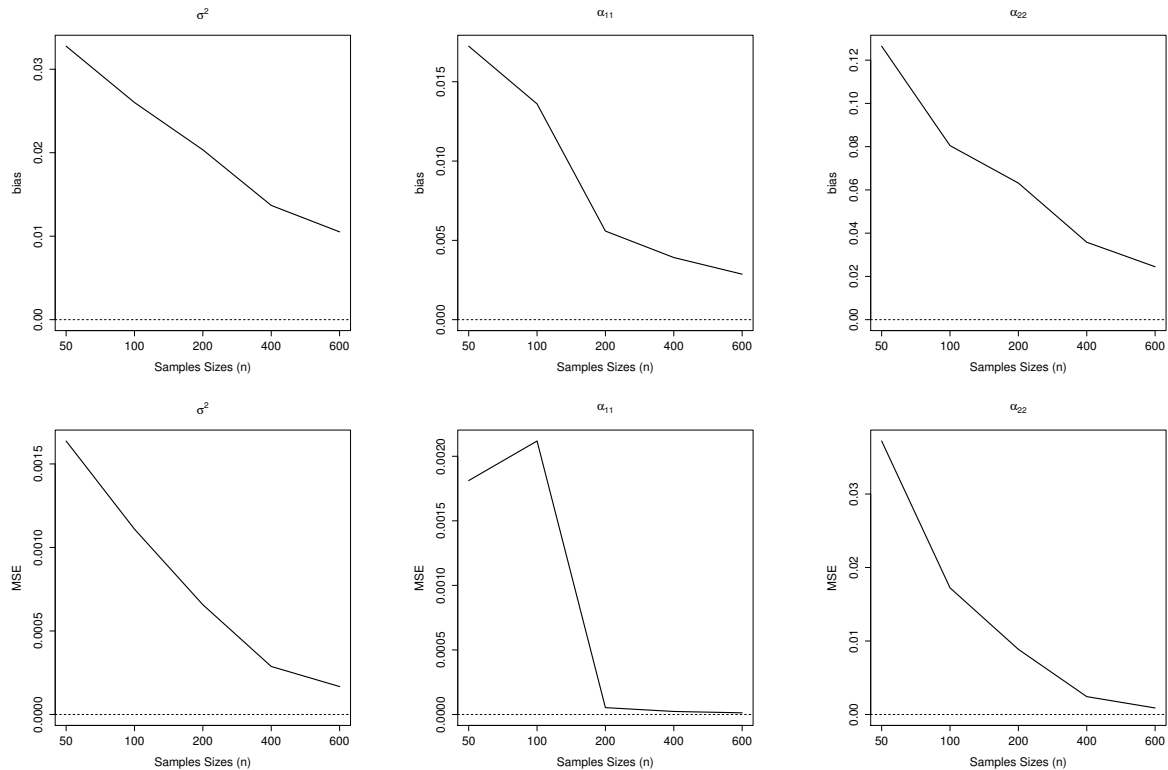 σ²
bias
0.00 0.01 0.02 0.03
50 100 200 400 600
Samples Sizes (n)
α₁₁
bias
0.000 0.005 0.010 0.015
50 100 200 400 600
Samples Sizes (n)
α₂₂
bias
0.00 0.02 0.04 0.06 0.08 0.10 0.12
50 100 200 400 600
Samples Sizes (n)
σ²
MSE
0.0000 0.0005 0.0010 0.0015
50 100 200 400 600
Samples Sizes (n)
α₁₁
MSE
0.0000 0.0005 0.0010 0.0015 0.0020
50 100 200 400 600
Samples Sizes (n)
α₂₂
MSE
0.00 0.01 0.02 0.03
50 100 200 400 600
Samples Sizes (n)